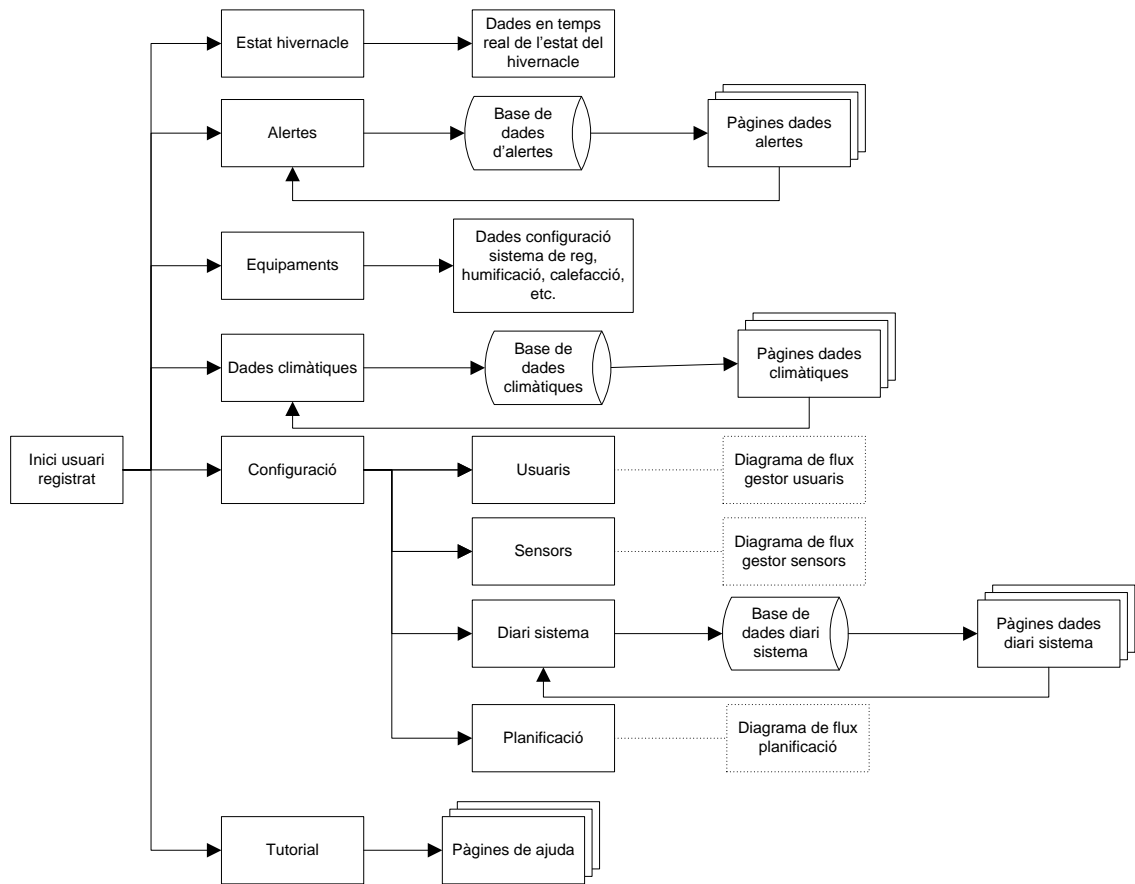 Estat hivernacle
Dades en temps
real de l'estat del
hivernacle
Alertes
Base de
dades
d'alertes
Pàgines dades
alertes
Equipaments
Dades configuració
sistema de reg,
humificació, calefacció,
etc.
Dades climàtiques
Base de
dades
climàtiques
Pàgines dades
climàtiques
Inici usuari
registrat
Configuració
Usuaris
Diagrama de flux
gestor usuaris
Sensors
Diagrama de flux
gestor sensors
Diari sistema
Base de
dades diari
sistema
Pàgines dades
diari sistema
Planificació
Diagrama de flux
planificació
Tutorial
Pàgines de ajuda